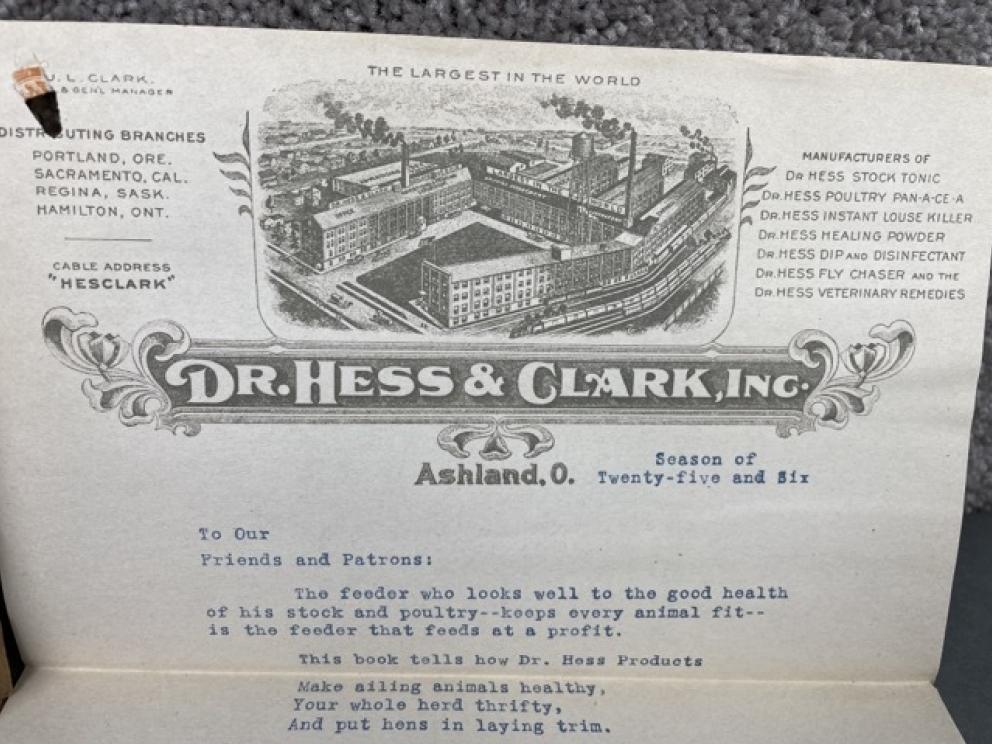 J. L. CLARK.
& GENL MANAGER
DISTRIBUTING BRANCHES
PORTLAND, ORE.
SACRAMENTO, CAL.
REGINA, SASK.
HAMILTON, ONT.
CABLE ADDRESS
"HESCLARK"
THE LARGEST IN THE WORLD
OFFICE
MANUFACTURERS OF
DR HESS STOCK TONIC
DR.HESS POULTRY PAN-A-CE-A
DR.HESS INSTANT LOUSE KILLER
DR.HESS HEALING POWDER
DR.HESS DIP AND DISINFECTANT
DR.HESS FLY CHASER AND THE
DR.HESS VETERINARY REMEDIES
DR. HESS & CLARK, INC.
Ashland, O.
Season of
Twenty-five and Six
To Our
Friends and Patrons:
The feeder who looks well to the good health
of his stock and poultry--keeps every animal fit--
is the feeder that feeds at a profit.
This book tells how Dr. Hess Products
Make ailing animals healthy,
Your whole herd thrifty,
And put hens in laying trim.